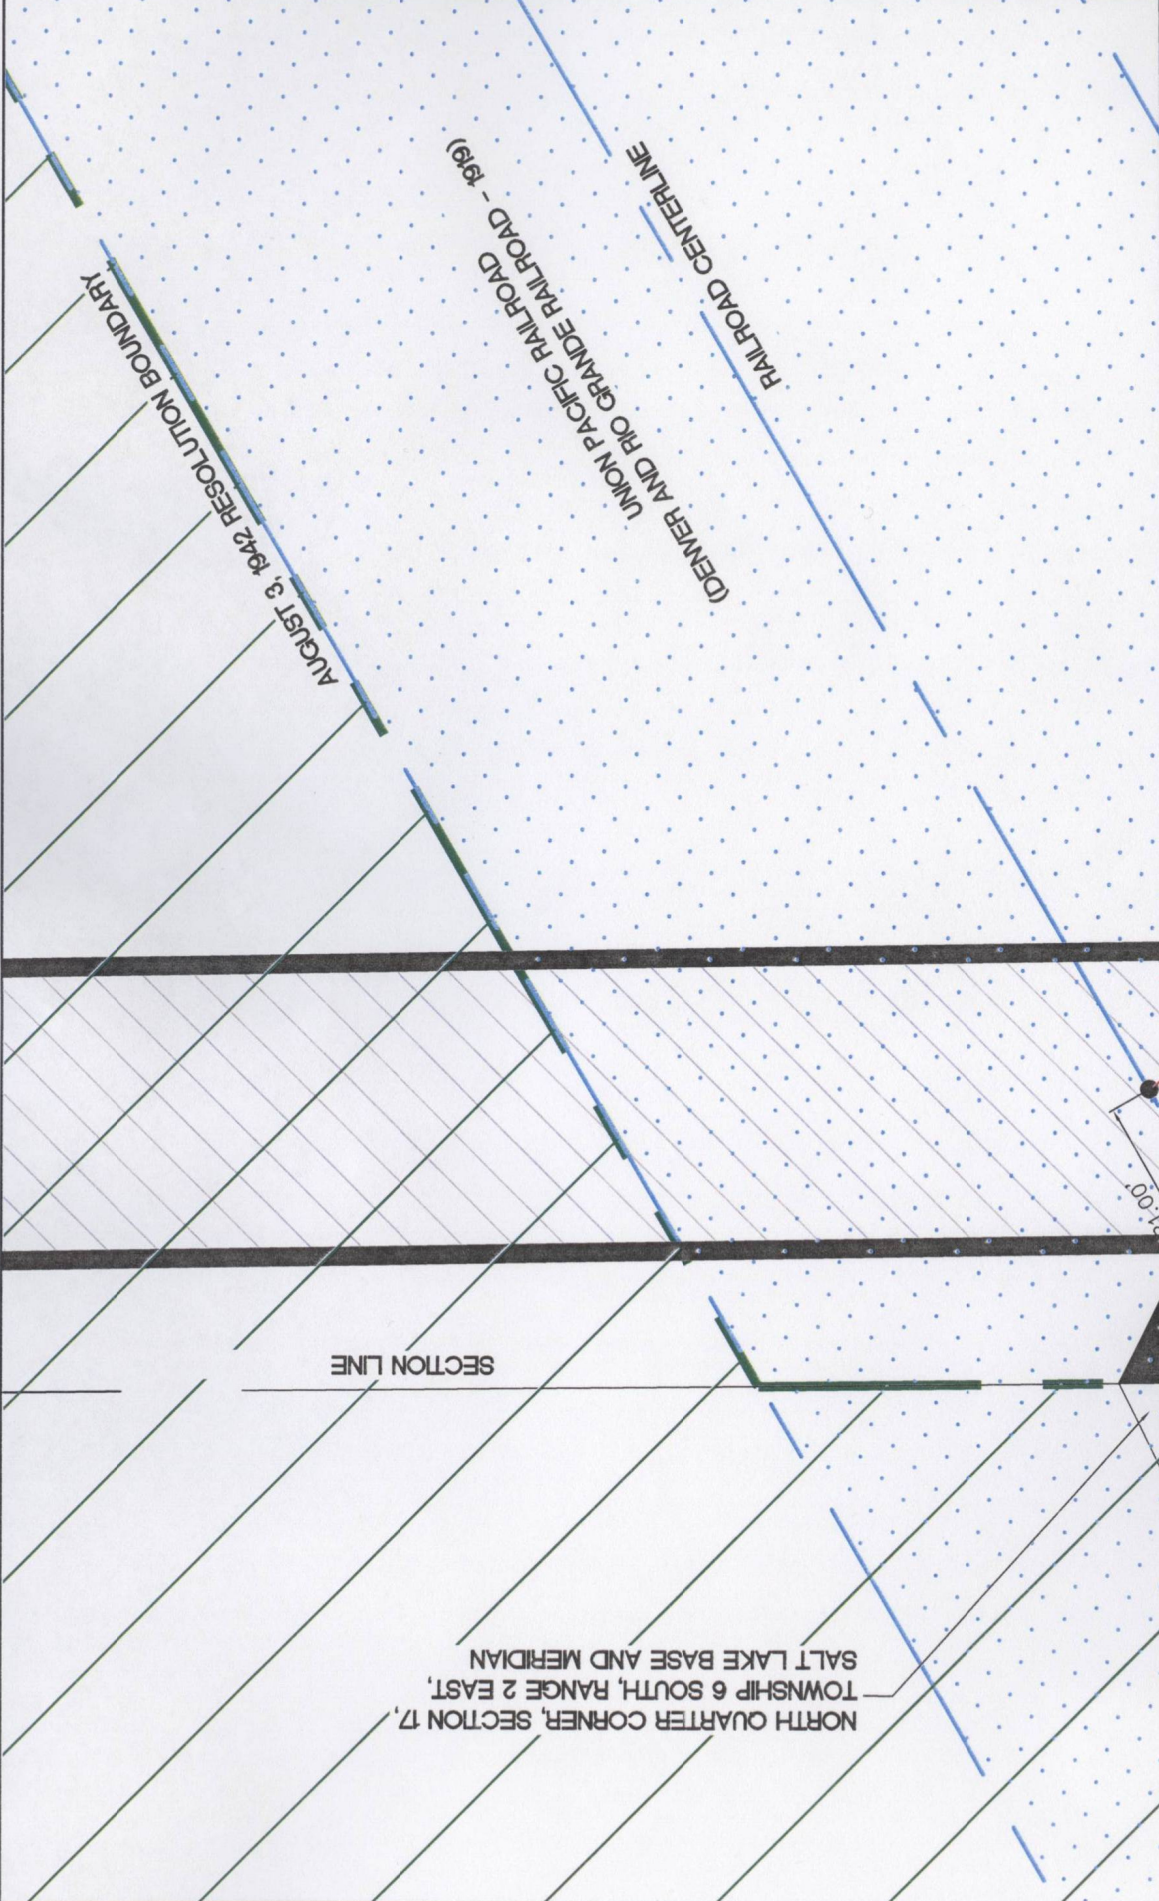 NORTH QUARTER CORNER, SECTION 17,
TOWNSHIP 6 SOUTH, RANGE 2 EAST,
SALT LAKE BASE AND MERIDIAN
SECTION LINE
AUGUST 3, 1942 RESOLUTION BOUNDARY
UNION PACIFIC RAILROAD
(DENVER AND RIO GRANDE RAILROAD - 1919)
RAILROAD CENTERLINE